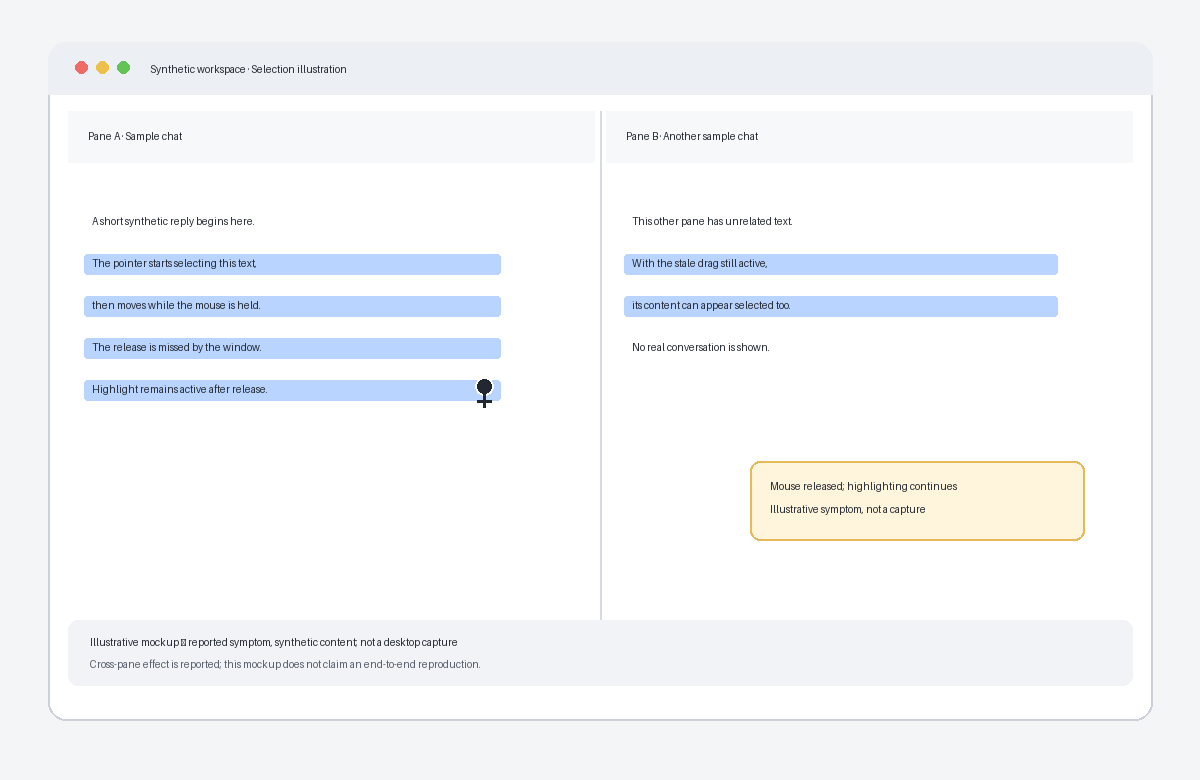 Synthetic workspace · Selection illustration
Pane A · Sample chat
A short synthetic reply begins here.
The pointer starts selecting this text,
then moves while the mouse is held.
The release is missed by the window.
Highlight remains active after release.
Pane B · Another sample chat
This other pane has unrelated text.
With the stale drag still active,
its content can appear selected too.
No real conversation is shown.
Mouse released; highlighting continues
Illustrative symptom, not a capture
Illustrative mockup ▯ reported symptom, synthetic content; not a desktop capture
Cross-pane effect is reported; this mockup does not claim an end-to-end reproduction.